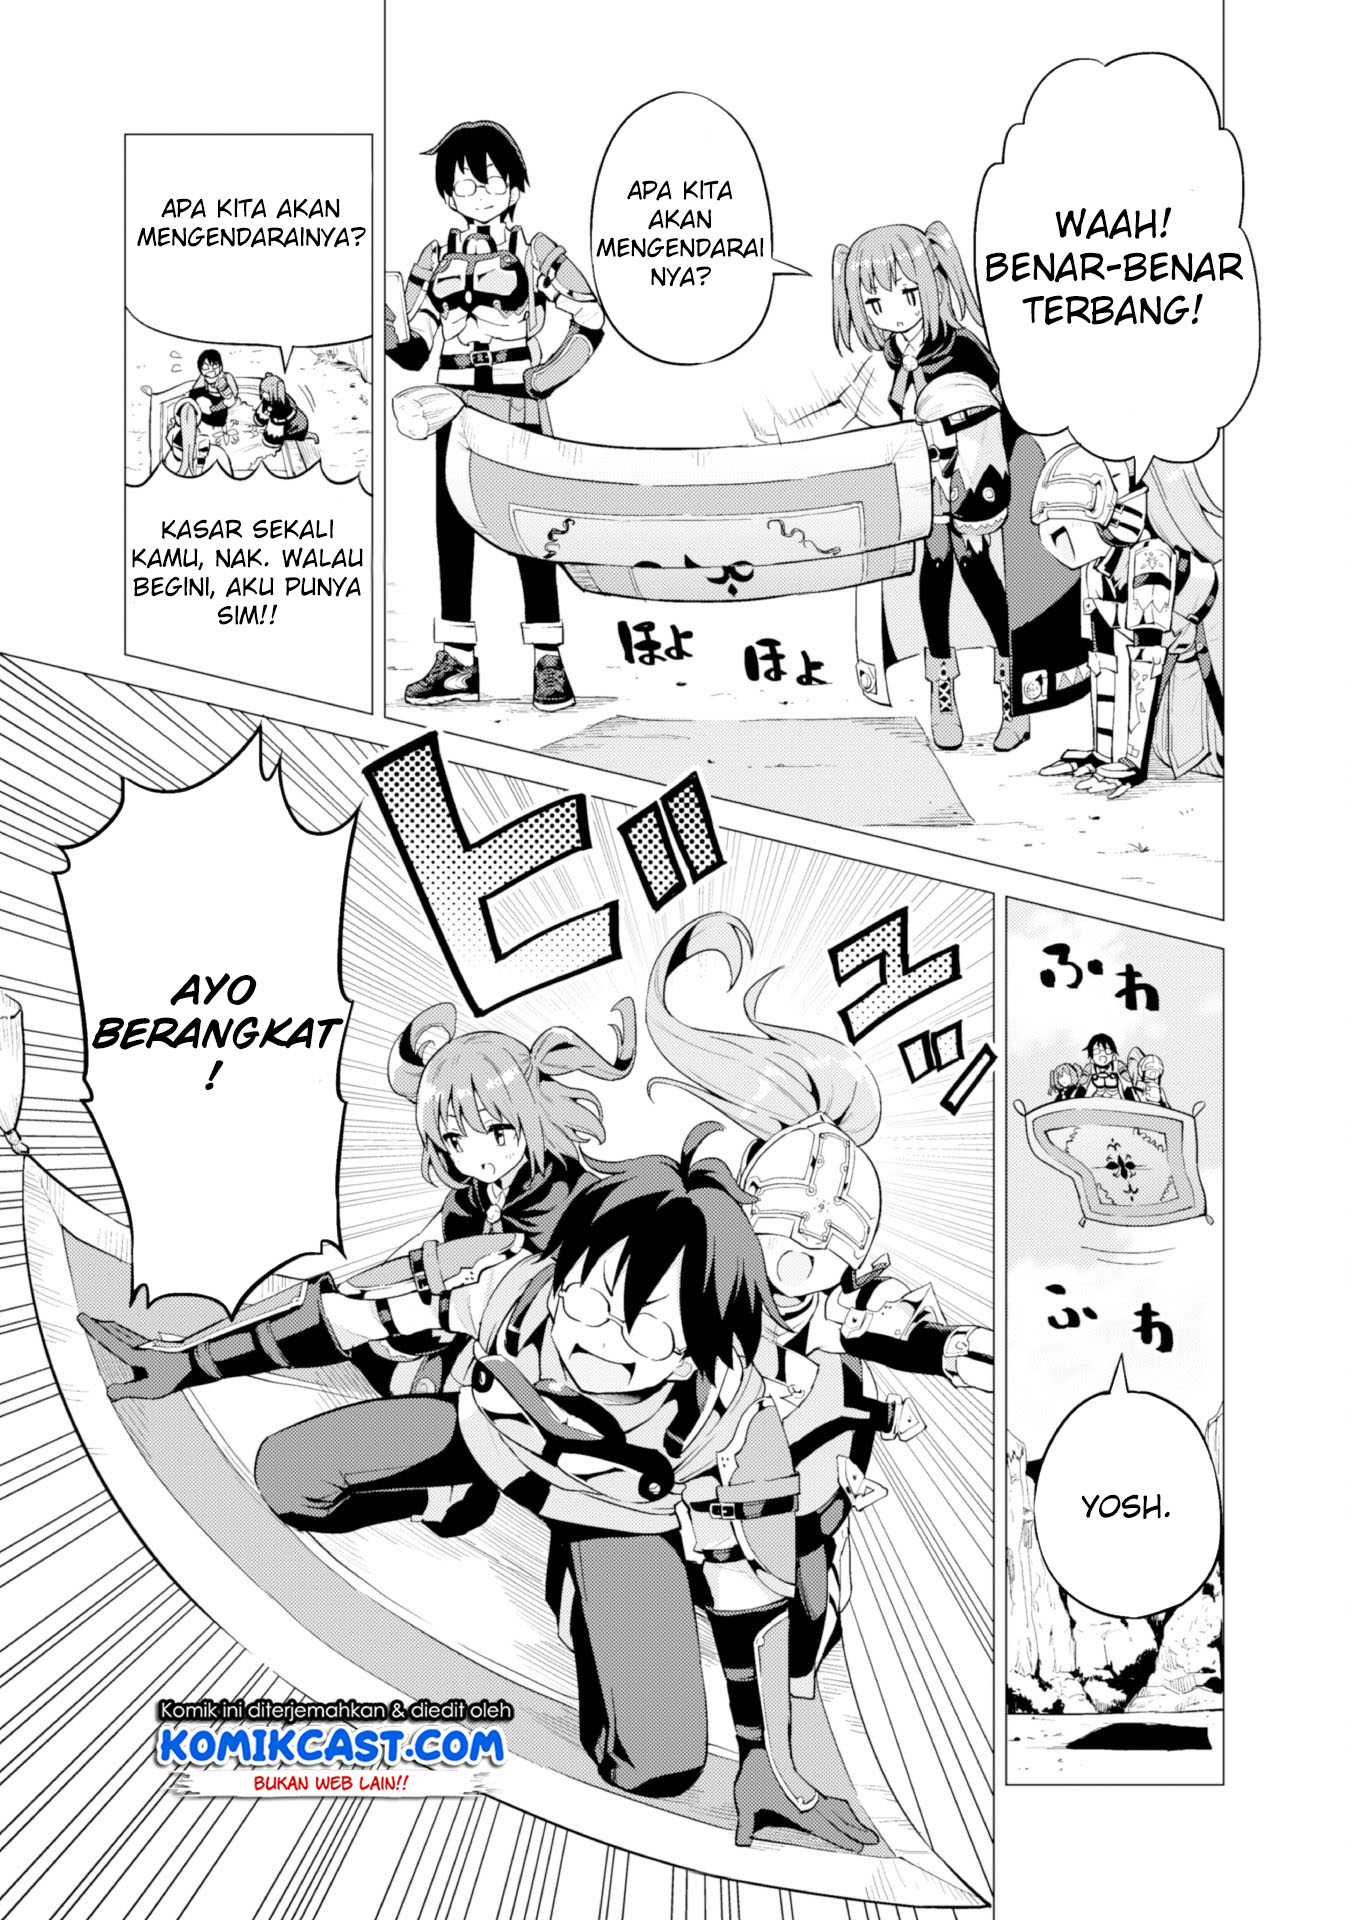 WAAH!
BENAR-BENAR
TERBANG!
APA KITA
AKAN
MENGENDARAI
NYA?
ほよ
ほよ
APA KITA AKAN
MENGENDARAINYA?
KASAR SEKALI
KAMU, NAK. WALAU
BEGINI, AKU PUNYA
SIM!!
ふわ
ふわ
YOSH.
ビュン
AYO
BERANGKAT
!
Komik ini diterjemahkan & diedit oleh
KOMIKCAST.COM
BUKAN WEB LAIN!!